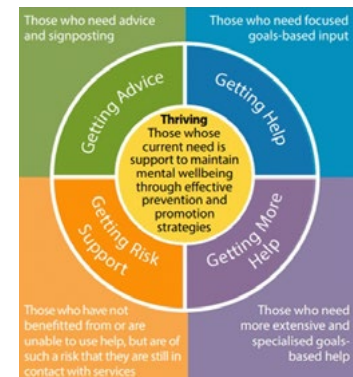 Those who need advice
and signposting
Those who need focused
goals-based input
Getting Advice
Getting Help
Thriving
Those whose
current need is
support to maintain
mental wellbeing
through effective
prevention and
promotion
strategies
Getting Risk
Support
Getting More
Help
Those who have not
benefitted from or are
unable to use help, but are of
such a risk that they are still in
contact with services
Those who need
more extensive and
specialised goals-
based help